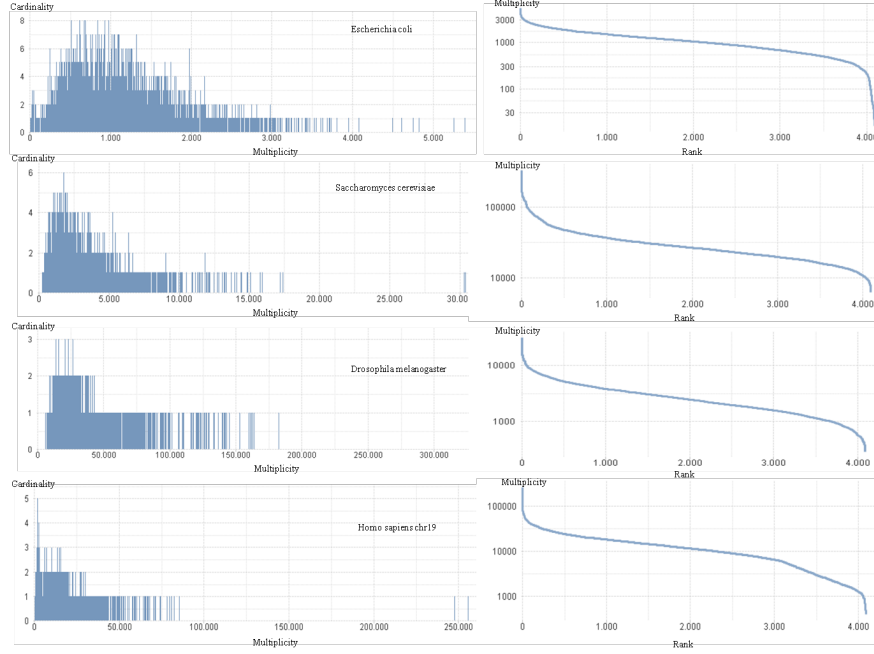 Cardinality
8
6
4
2
0
Escherichia coli
0 1.000 2.000 3.000 4.000 5.000
Multiplicity
Multiplicity
3000
1000
300
100
30
0 1.000 2.000 3.000 4.00
Rank
Cardinality
6
4
2
0
Saccharomyces cerevisiae
0 5.000 10.000 15.000 20.000 25.000 30.00
Multiplicity
Multiplicity
100000
10000
0 1.000 2.000 3.000 4.000
Rank
Cardinality
3
2
1
0
Drosophila melanogaster
0 50.000 100.000 150.000 200.000 250.000 300.000
Multiplicity
Multiplicity
10000
1000
0 1.000 2.000 3.000 4.000
Rank
Cardinality
5
4
3
2
1
0
Homo sapiens chr19
0 50.000 100.000 150.000 200.000 250.000
Multiplicity
Multiplicity
100000
10000
1000
0 1.000 2.000 3.000 4.000
Rank